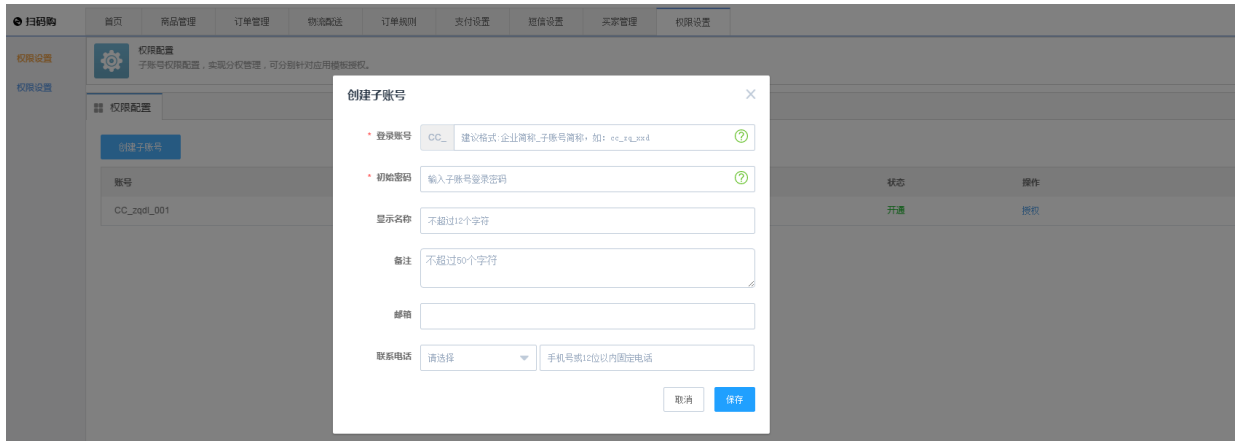 扫码购 首页 商品管理 订单管理 物流配送 订单规则 支付设置 短信设置 买家管理 权限设置
权限设置
权限设置
权限配置
子账号权限配置，实现分权管理，可分别针对应用模板授权。
权限配置
创建子账号
账号 状态 操作
CC_zqdl_001 开通 授权
创建子账号
* 登录账号 CC_ 建议格式:企业简称_子账号简称，如：cc_zq_xxd
* 初始密码 输入子账号登录密码
显示名称 不超过12个字符
备注 不超过50个字符
邮箱
联系电话 请选择 手机号或12位以内固定电话
取消 保存